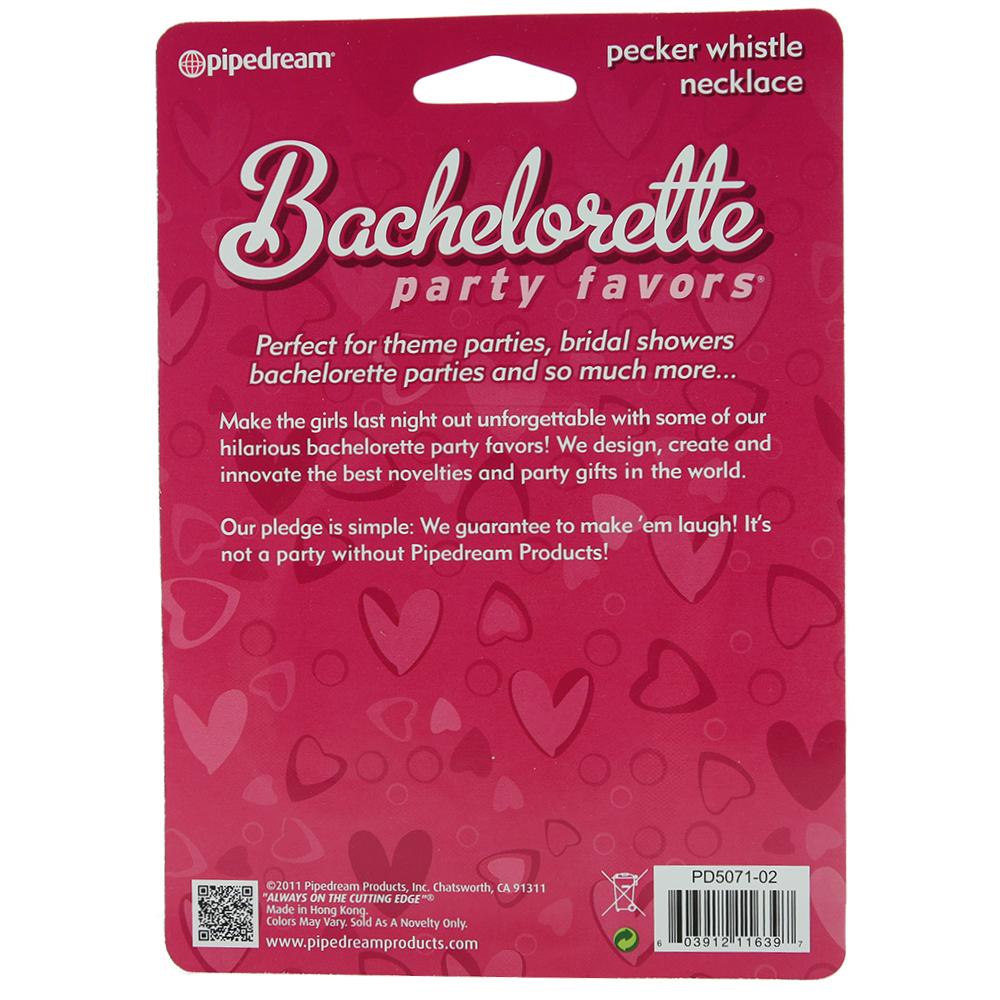 pipedream®
pecker whistle
necklace
Bachelorette
party favors®
Perfect for theme parties, bridal showers
bachelorette parties and so much more...
Make the girls last night out unforgettable with some of our
hilarious bachelorette party favors! We design, create and
innovate the best novelties and party gifts in the world.
Our pledge is simple: We guarantee to make 'em laugh! It's
not a party without Pipedream Products!
©2011 Pipedream Products, Inc. Chatsworth, CA 91311
"ALWAYS ON THE CUTTING EDGE"®
Made in Hong Kong.
Colors May Vary. Sold As A Novelty Only.
www.pipedreamproducts.com
PD5071-02
6 03912 11639 7